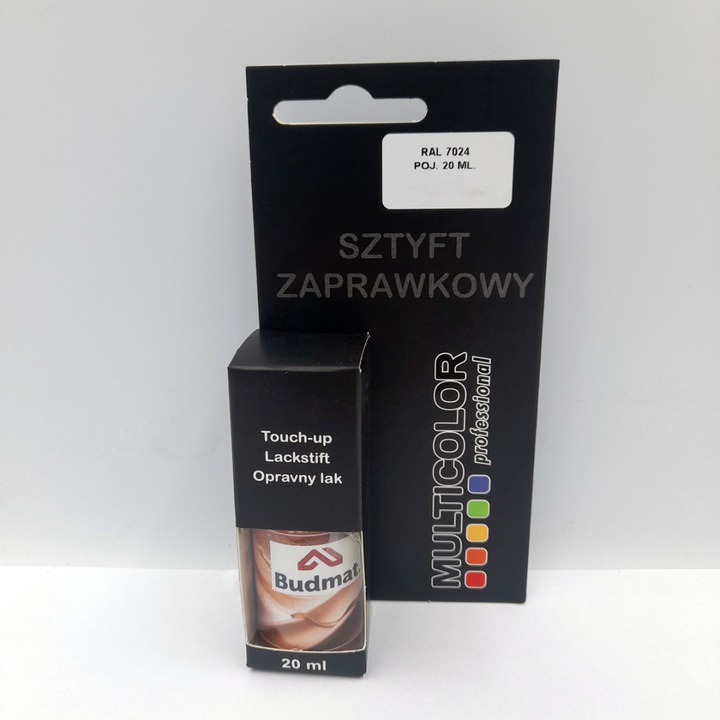 RAL 7024
POJ. 20 ML.
SZTYFT
ZAPRAWKOWY
MULTICOLOR
professional
Touch-up
Lackstift
Opravny lak
Budmat
20 ml